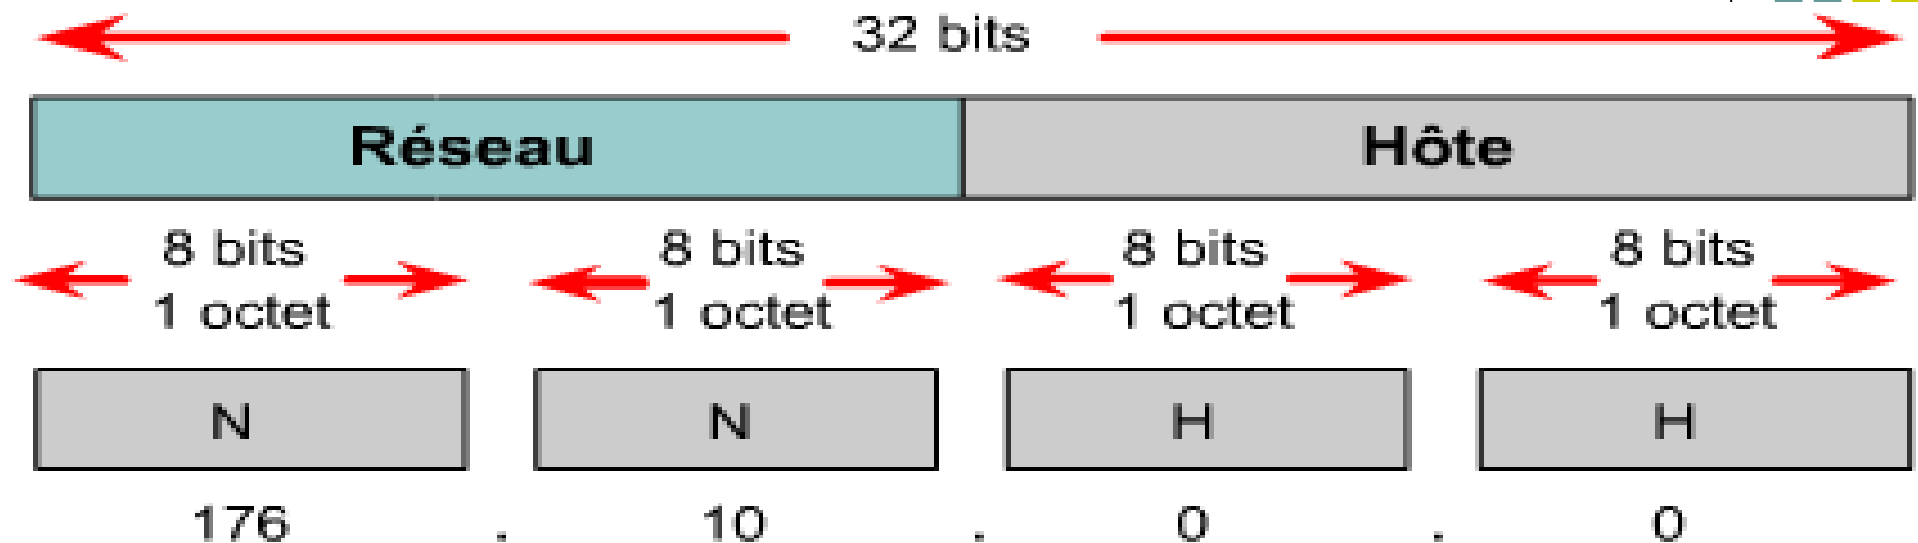 32 bits
Réseau Hôte
8 bits 8 bits 8 bits 8 bits
1 octet 1 octet 1 octet 1 octet
N N H H
176 . 10 . 0 . 0